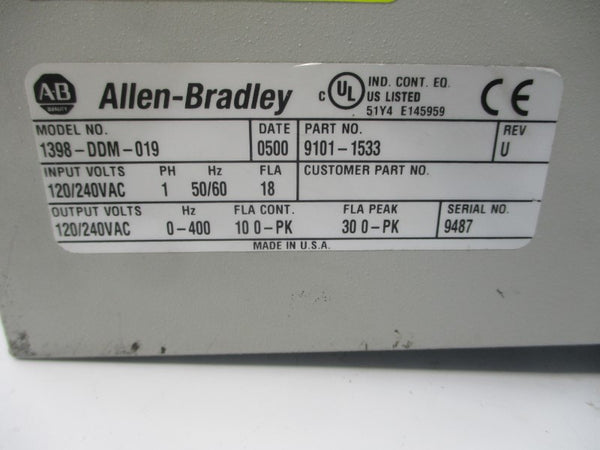 A-B
QUALITY
Allen-Bradley
C UL US LISTED
IND. CONT. EQ.
51Y4 E145959
CE
MODEL NO. DATE PART NO. REV
1398-DDM-019 0500 9101-1533 U
INPUT VOLTS PH Hz FLA CUSTOMER PART NO.
120/240VAC 1 50/60 18
OUTPUT VOLTS Hz FLA CONT. FLA PEAK SERIAL NO.
120/240VAC 0-400 10 0-PK 30 0-PK 9487
MADE IN U.S.A.